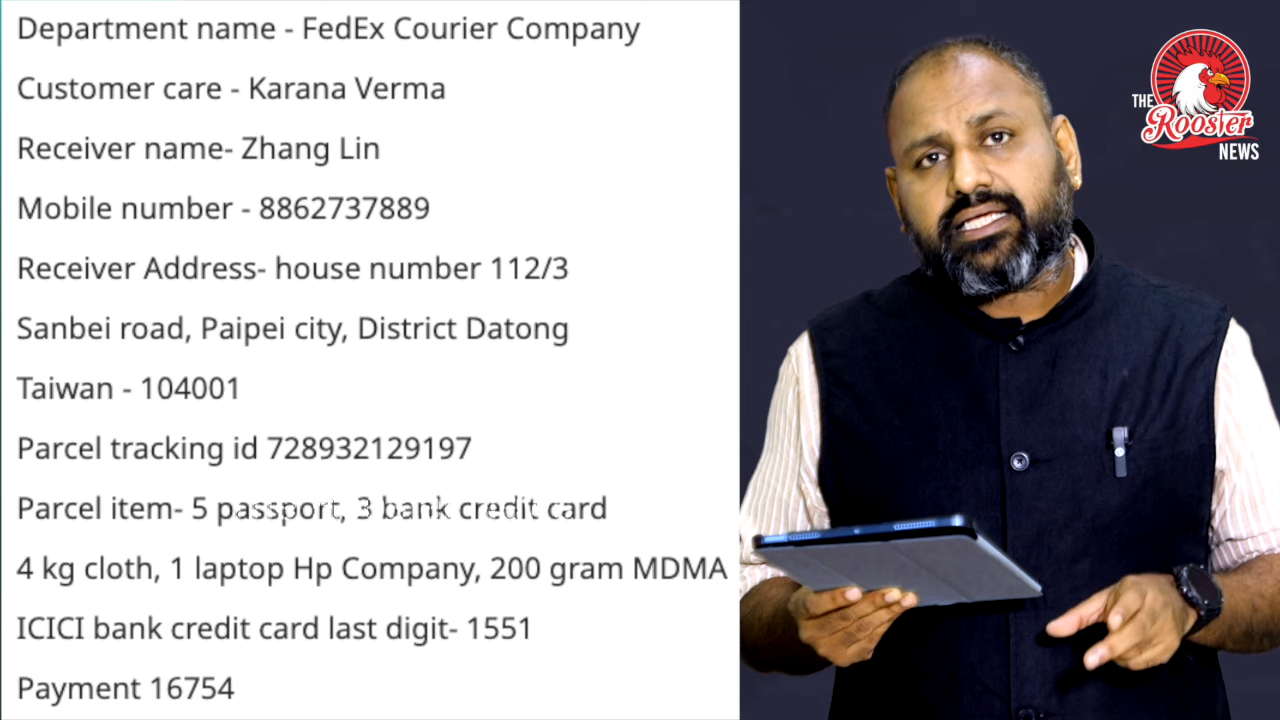 Department name - FedEx Courier Company
Customer care - Karana Verma
Receiver name- Zhang Lin
Mobile number - 8862737889
Receiver Address- house number 112/3
Sanbei road, Paipei city, District Datong
Taiwan - 104001
Parcel tracking id 728932129197
Parcel item- 5 passport, 3 bank credit card
4 kg cloth, 1 laptop Hp Company, 200 gram MDMA
ICICI bank credit card last digit- 1551
Payment 16754
THE
Rooster
NEWS